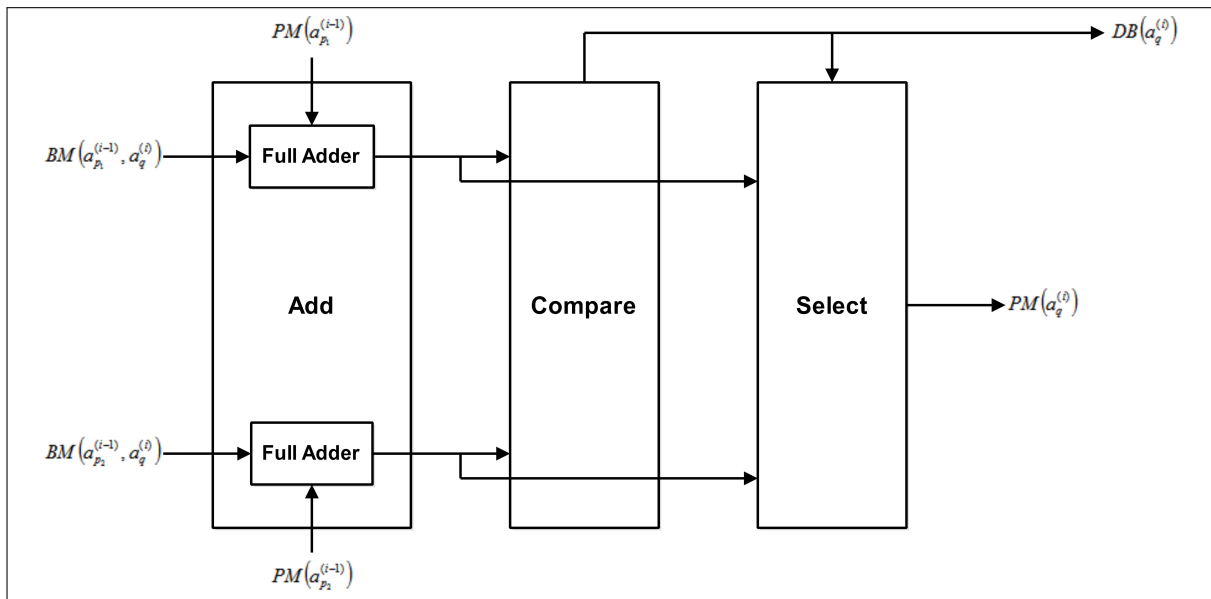 PM(a_{p_1}^{(i-1)})
DB(a_q^{(i)})
BM(a_{p_1}^{(i-1)}, a_q^{(i)})
Full Adder
Add
Compare
Select
PM(a_q^{(i)})
BM(a_{p_2}^{(i-1)}, a_q^{(i)})
Full Adder
PM(a_{p_2}^{(i-1)})